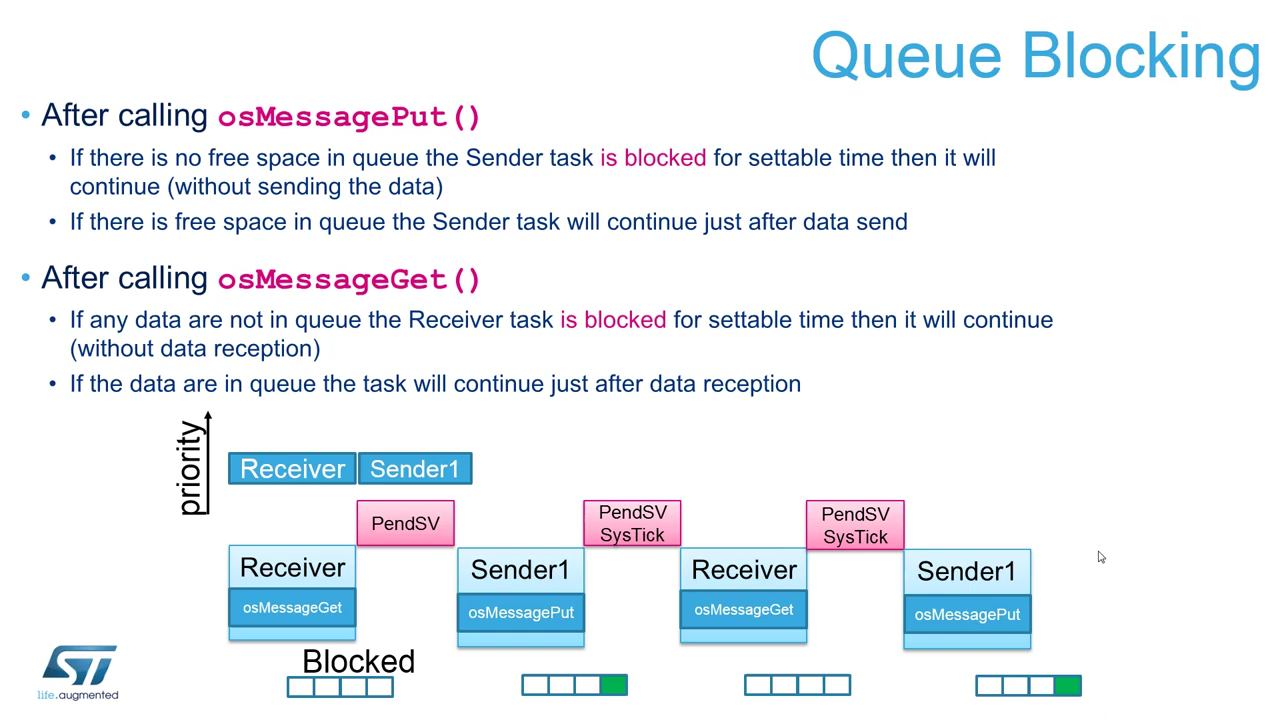 Queue Blocking
• After calling osMessagePut()
• If there is no free space in queue the Sender task is blocked for settable time then it will
continue (without sending the data)
• If there is free space in queue the Sender task will continue just after data send
• After calling osMessageGet()
• If any data are not in queue the Receiver task is blocked for settable time then it will continue
(without data reception)
• If the data are in queue the task will continue just after data reception
priority
Receiver Sender1
PendSV
PendSV
SysTick
PendSV
SysTick
Receiver
osMessageGet
Sender1
osMessagePut
Receiver
osMessageGet
Sender1
osMessagePut
Blocked
ST
life.augmented